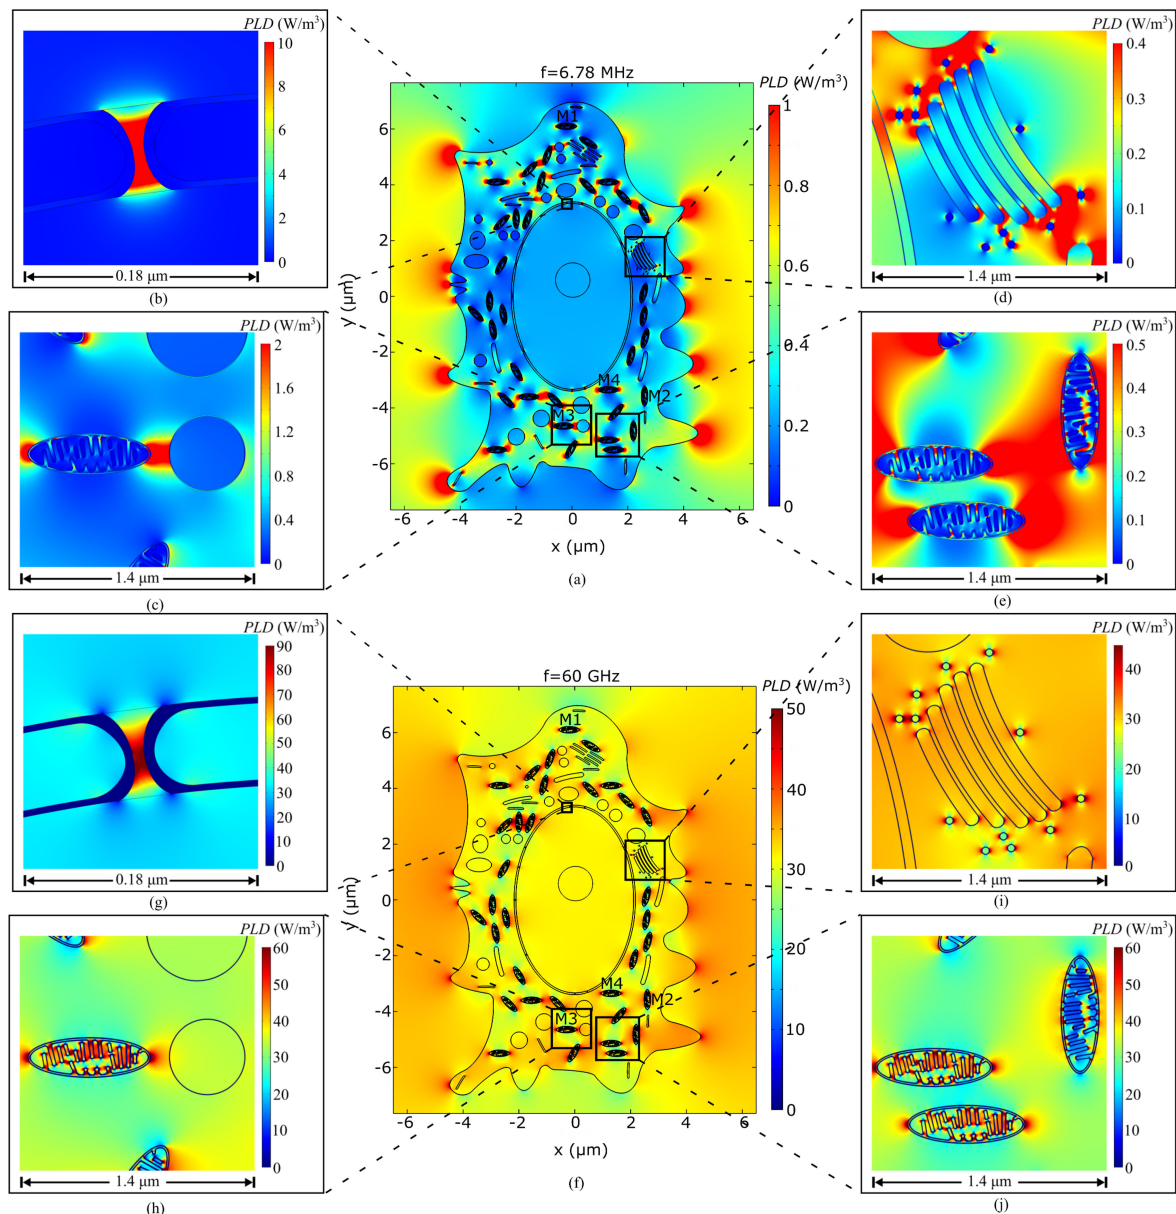 PLD (W/m³)
10
8
6
4
2
0
0.18 μm
(b)
f=6.78 MHz
PLD (W/m³)
1
0.8
0.6
0.4
0.2
0
M1
M4
M2
M3
6
4
2
0
-2
-4
-6
y (μm)
-6
-4
-2
0
2
4
6
x (μm)
(a)
PLD (W/m³)
0.4
0.3
0.2
0.1
0
1.4 μm
(d)
PLD (W/m³)
2
1.6
1.2
0.8
0.4
0
1.4 μm
(c)
PLD (W/m³)
0.5
0.4
0.3
0.2
0.1
0
1.4 μm
(e)
PLD (W/m³)
90
80
70
60
50
40
30
20
10
0
0.18 μm
(g)
f=60 GHz
PLD (W/m³)
50
40
30
20
10
0
M1
M4
M2
M3
6
4
2
0
-2
-4
-6
y (μm)
-6
-4
-2
0
2
4
6
x (μm)
(f)
PLD (W/m³)
40
30
20
10
0
1.4 μm
(i)
PLD (W/m³)
60
50
40
30
20
10
0
1.4 μm
(h)
PLD (W/m³)
60
50
40
30
20
10
0
1.4 μm
(j)